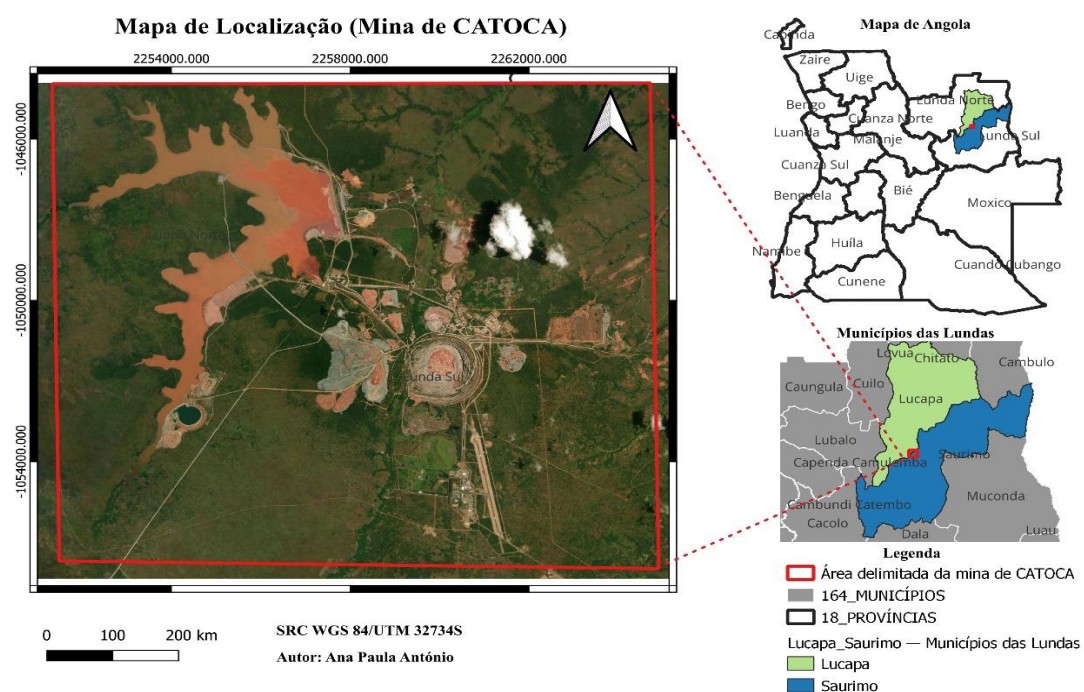 Mapa de Localização (Mina de CATOCA)
2254000.000
2258000.000
2262000.000
-1046000.000
-1050000.000
-1054000.000
Lunda Norte
Lunda Sul
0 100 200 km
SRC WGS 84/UTM 32734S
Autor: Ana Paula António
Mapa de Angola
Cabinda
Zaire
Uige
Bengo
Lunda Norte
Cuanza Norte
Luanda
Malanje
Lunda Sul
Cuanza Sul
Benguela
Bié
Moxico
Huíla
Namibe
Cuando Cubango
Cunene
Municípios das Lundas
Lovua
Chitato
Cambulo
Caungula
Cuilo
Lucapa
Lubalo
Saurimo
Capenda Camulemba
Muconda
Cambundi Catembo
Cacolo
Dala
Luau
Legenda
Área delimitada da mina de CATOCA
164_MUNICÍPIOS
18_PROVÍNCIAS
Lucapa_Saurimo — Municípios das Lundas
Lucapa
Saurimo